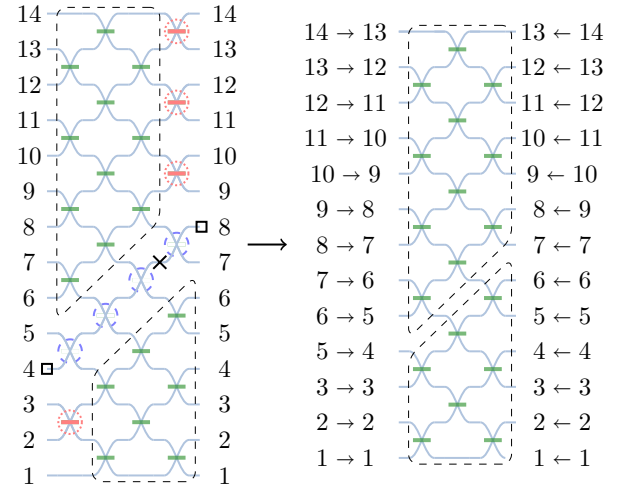 14 14
13 13
12 12
11 11
10 10
9 9
8 8
7 7
6 6
5 5
4 4
3 3
2 2
1 1
14 → 13 13 ← 14
13 → 12 12 ← 13
12 → 11 11 ← 12
11 → 10 10 ← 11
10 → 9 9 ← 10
9 → 8 8 ← 9
8 → 7 7 ← 7
7 → 6 6 ← 6
6 → 5 5 ← 5
5 → 4 4 ← 4
3 → 3 3 ← 3
2 → 2 2 ← 2
1 → 1 1 ← 1